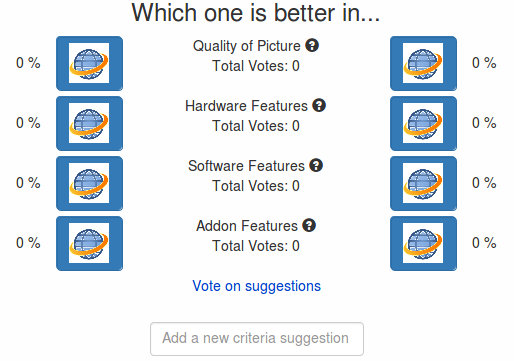 Which one is better in...
0 %
Quality of Picture ?
Total Votes: 0
0 %
0 %
Hardware Features ?
Total Votes: 0
0 %
0 %
Software Features ?
Total Votes: 0
0 %
0 %
Addon Features ?
Total Votes: 0
0 %
Vote on suggestions
Add a new criteria suggestion